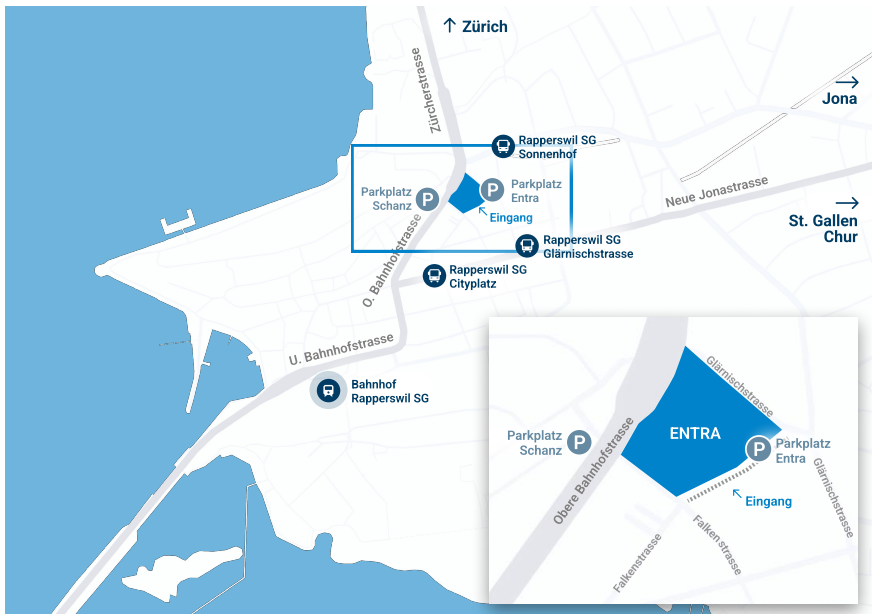 Zürich
Zürcherstrasse
Jona
Rapperswil SG
Sonnenhof
Parkplatz
Schanz
P
P
Parkplatz
Entra
Eingang
Neue Jonastrasse
St. Gallen
Chur
O. Bahnhofstrasse
Rapperswil SG
Glärnischstrasse
Rapperswil SG
Cityplatz
U. Bahnhofstrasse
Bahnhof
Rapperswil SG
Glärnischstrasse
ENTRA
Parkplatz
Schanz
P
P
Parkplatz
Entra
Eingang
Obere Bahnhofstrasse
Glärnischstrasse
Falkenstrasse
Falken strasse